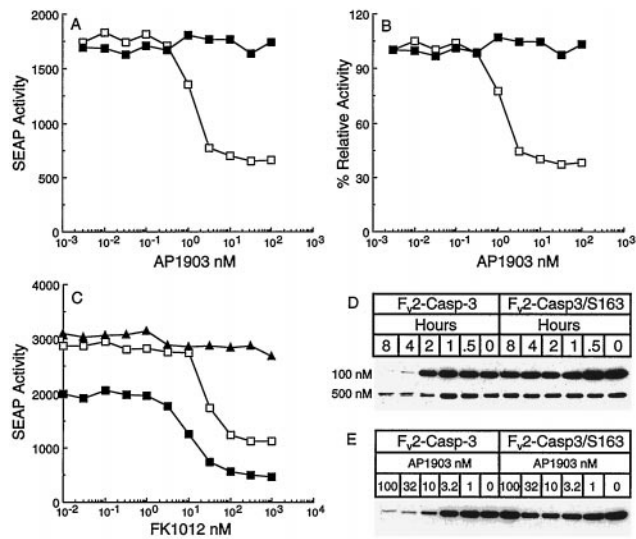 A
2000
1750
1500
1250
1000
750
500
250
0
SEAP Activity
10-3 10-2 10-1 100 101 102 103
AP1903 nM
B
150
120
90
60
30
0
% Relative Activity
10-3 10-2 10-1 100 101 102 103
AP1903 nM
C
4000
3000
2000
1000
0
SEAP Activity
10-2 10-1 100 101 102 103 104
FK1012 nM
D
Fv2-Casp-3 Fv2-Casp3/S163
Hours Hours
8 4 2 1 .5 0 8 4 2 1 .5 0
100 nM
500 nM
E
Fv2-Casp-3 Fv2-Casp3/S163
AP1903 nM AP1903 nM
100 32 10 3.2 1 0 100 32 10 3.2 1 0